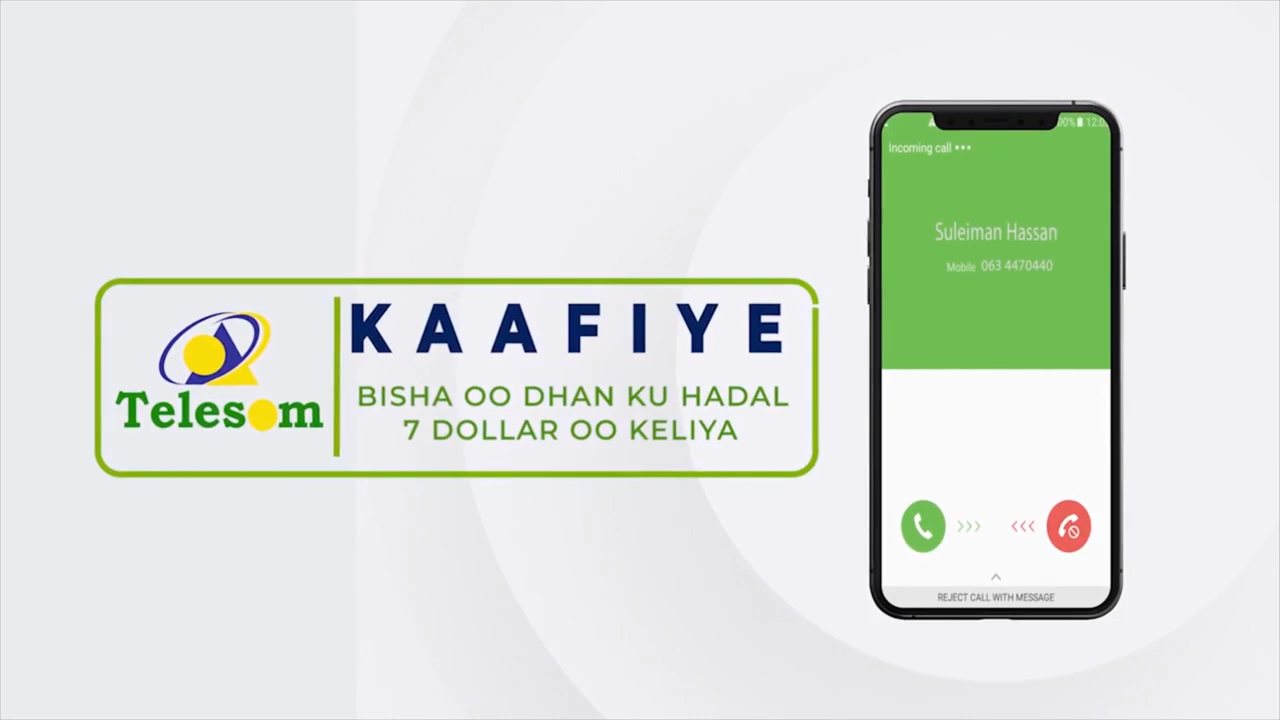 Telesom
KAAFIYE
BISHA OO DHAN KU HADAL
7 DOLLAR OO KELIYA
Incoming call •••
Suleiman Hassan
Mobile 063 4470440
REJECT CALL WITH MESSAGE